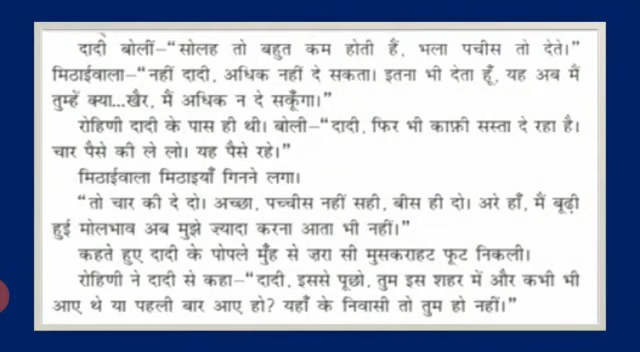 दादी बोलीं–“सोलह तो बहुत कम होती हैं, भला पचीस तो देते।”
मिठाईवाला–“नहीं दादी, अधिक नहीं दे सकता। इतना भी देता हूँ, यह अब मैं
तुम्हें क्या...खैर, मैं अधिक न दे सकूँगा।”
रोहिणी दादी के पास ही थी। बोली–“दादी, फिर भी काफ़ी सस्ता दे रहा है।
चार पैसे की ले लो। यह पैसे रहे।”
मिठाईवाला मिठाइयाँ गिनने लगा।
“तो चार की दे दो। अच्छा, पच्चीस नहीं सही, बीस ही दो। अरे हाँ, मैं बूढ़ी
हुई मोलभाव अब मुझे ज़्यादा करना आता भी नहीं।”
कहते हुए दादी के पोपले मुँह से ज़रा सी मुसकराहट फूट निकली।
रोहिणी ने दादी से कहा–“दादी, इससे पूछो, तुम इस शहर में और कभी भी
आए थे या पहली बार आए हो? यहाँ के निवासी तो तुम हो नहीं।”